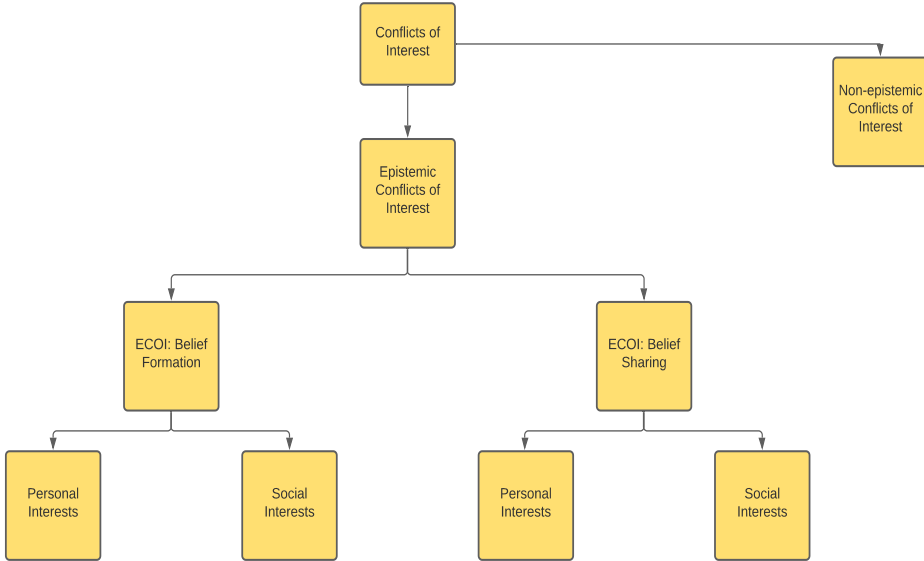 Conflicts of
Interest
Non-epistemic
Conflicts of
Interest
Epistemic
Conflicts of
Interest
ECOI: Belief
Formation
ECOI: Belief
Sharing
Personal
Interests
Social
Interests
Personal
Interests
Social
Interests